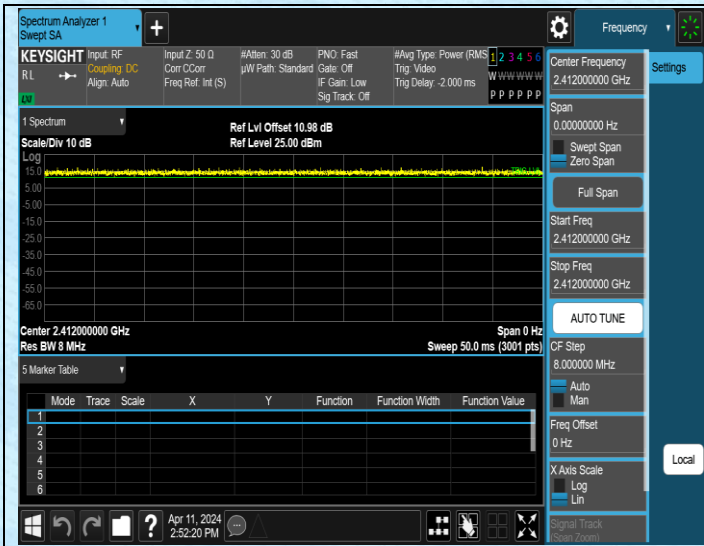 Spectrum Analyzer 1
Swept SA
Frequency
KEYSIGHT
Input: RF
Input Z: 50 Ω
#Atten: 30 dB
PNO: Fast
#Avg Type: Power (RMS
1 2 3 4 5 6
RL
Coupling: DC
Corr CCorr
µW Path: Standard
Gate: Off
Trig: Video
W W W W W W
Align: Auto
Freq Ref: Int (S)
IF Gain: Low
Trig Delay: -2.000 ms
Sig Track: Off
P P P P P P
LXI
1 Spectrum
Ref Lvl Offset 10.98 dB
Scale/Div 10 dB
Ref Level 25.00 dBm
Log
15.0
5.00
-5.00
-15.0
-25.0
-35.0
-45.0
-55.0
-65.0
Center 2.412000000 GHz
Span 0 Hz
Res BW 8 MHz
Sweep 50.0 ms (3001 pts)
5 Marker Table
Mode Trace Scale X Y Function Function Width Function Value
1
2
3
4
5
6
Apr 11, 2024
2:52:20 PM
?
Center Frequency
2.412000000 GHz
Settings
Span
0.00000000 Hz
Swept Span
Zero Span
Full Span
Start Freq
2.412000000 GHz
Stop Freq
2.412000000 GHz
AUTO TUNE
CF Step
8.000000 MHz
Auto
Man
Freq Offset
0 Hz
X Axis Scale
Log
Lin
Signal Track
(Span Zoom)
Local